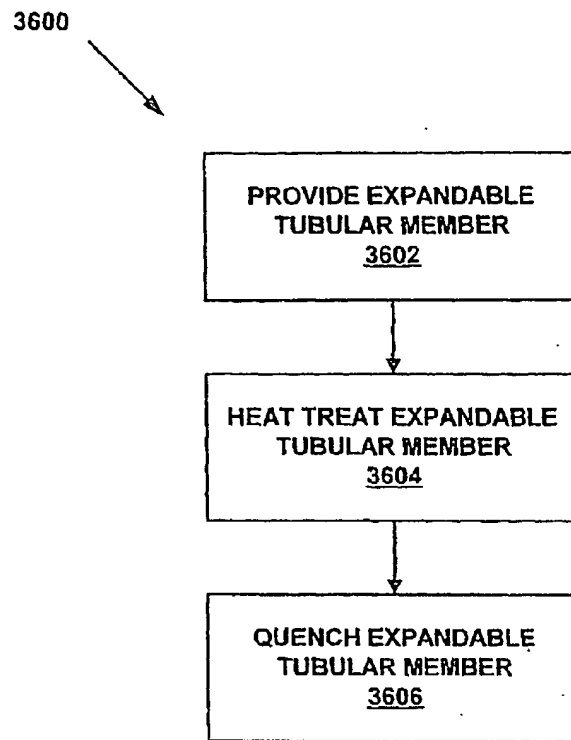 3600
PROVIDE EXPANDABLE
TUBULAR MEMBER
3602
HEAT TREAT EXPANDABLE
TUBULAR MEMBER
3604
QUENCH EXPANDABLE
TUBULAR MEMBER
3606